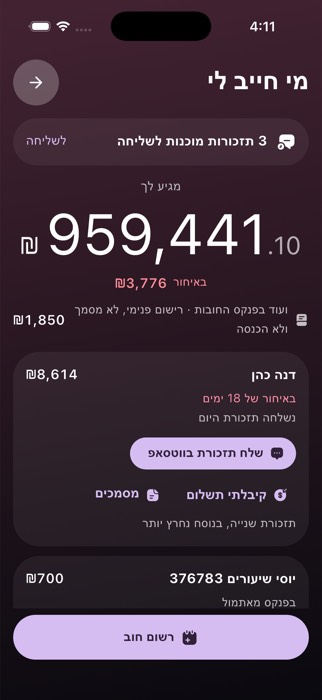 4:11
מי חייב לי
3 תזכורות מוכנות לשליחה
לשליחה
מגיע לך
959,441.10 ₪
באיחור ₪3,776
ועוד בפנקס החובות · רישום פנימי, לא מסמך
ולא הכנסה
₪1,850
דנה כהן
₪8,614
באיחור של 18 ימים
נשלחה תזכורת היום
שלח תזכורת בווטסאפ
קיבלתי תשלום
מסמכים
תזכורת שנייה, בנוסח נחרץ יותר
יוסי שיעורים 376783
₪700
בפנקס מאתמול
רשום חוב